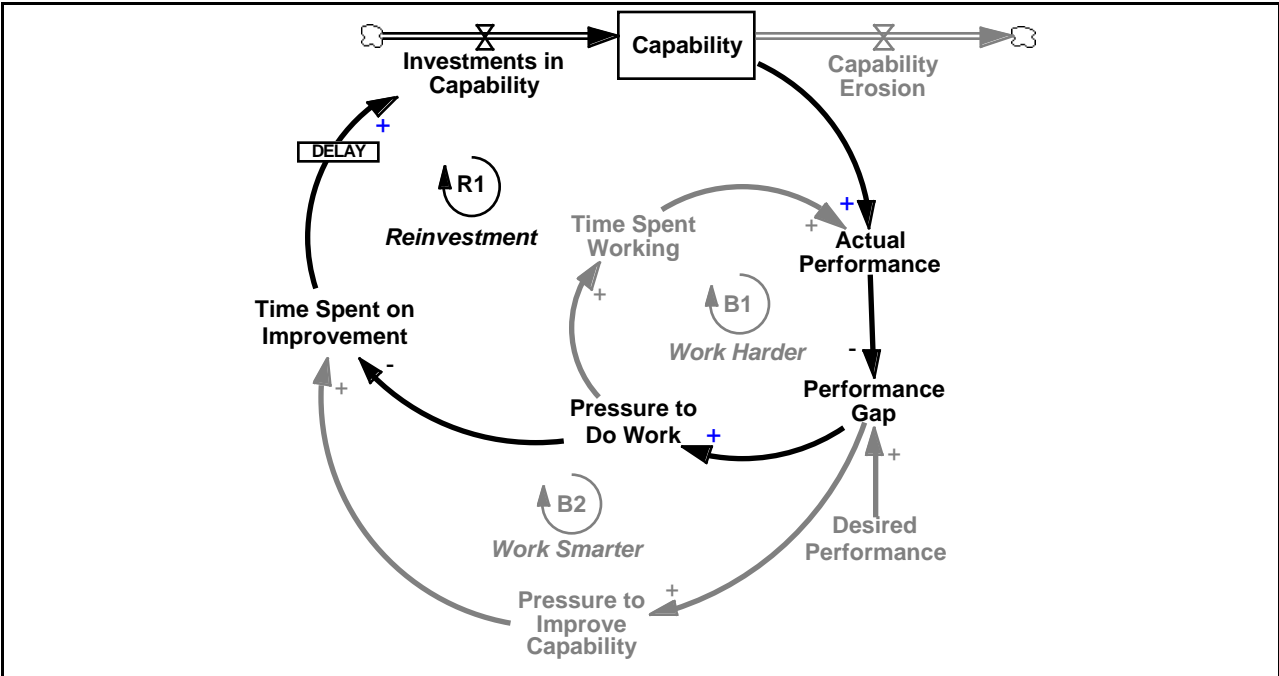 Investments in
Capability
Capability
Capability
Erosion
+
DELAY
R1
Reinvestment
Time Spent
Working
+
+
+
Actual
Performance
B1
Work Harder
Time Spent on
Improvement
-
+
-
Performance
Gap
Pressure to
Do Work
+
+
B2
Work Smarter
Desired
Performance
+
Pressure to
Improve
Capability